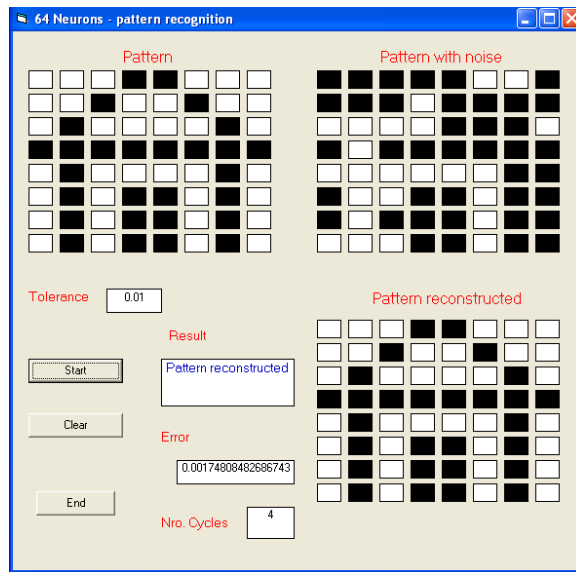 64 Neurons - pattern recognition
Pattern
Pattern with noise
Tolerance
0.01
Pattern reconstructed
Result
Start
Pattern reconstructed
Clear
Error
0.00174808482686743
End
Nro. Cycles
4